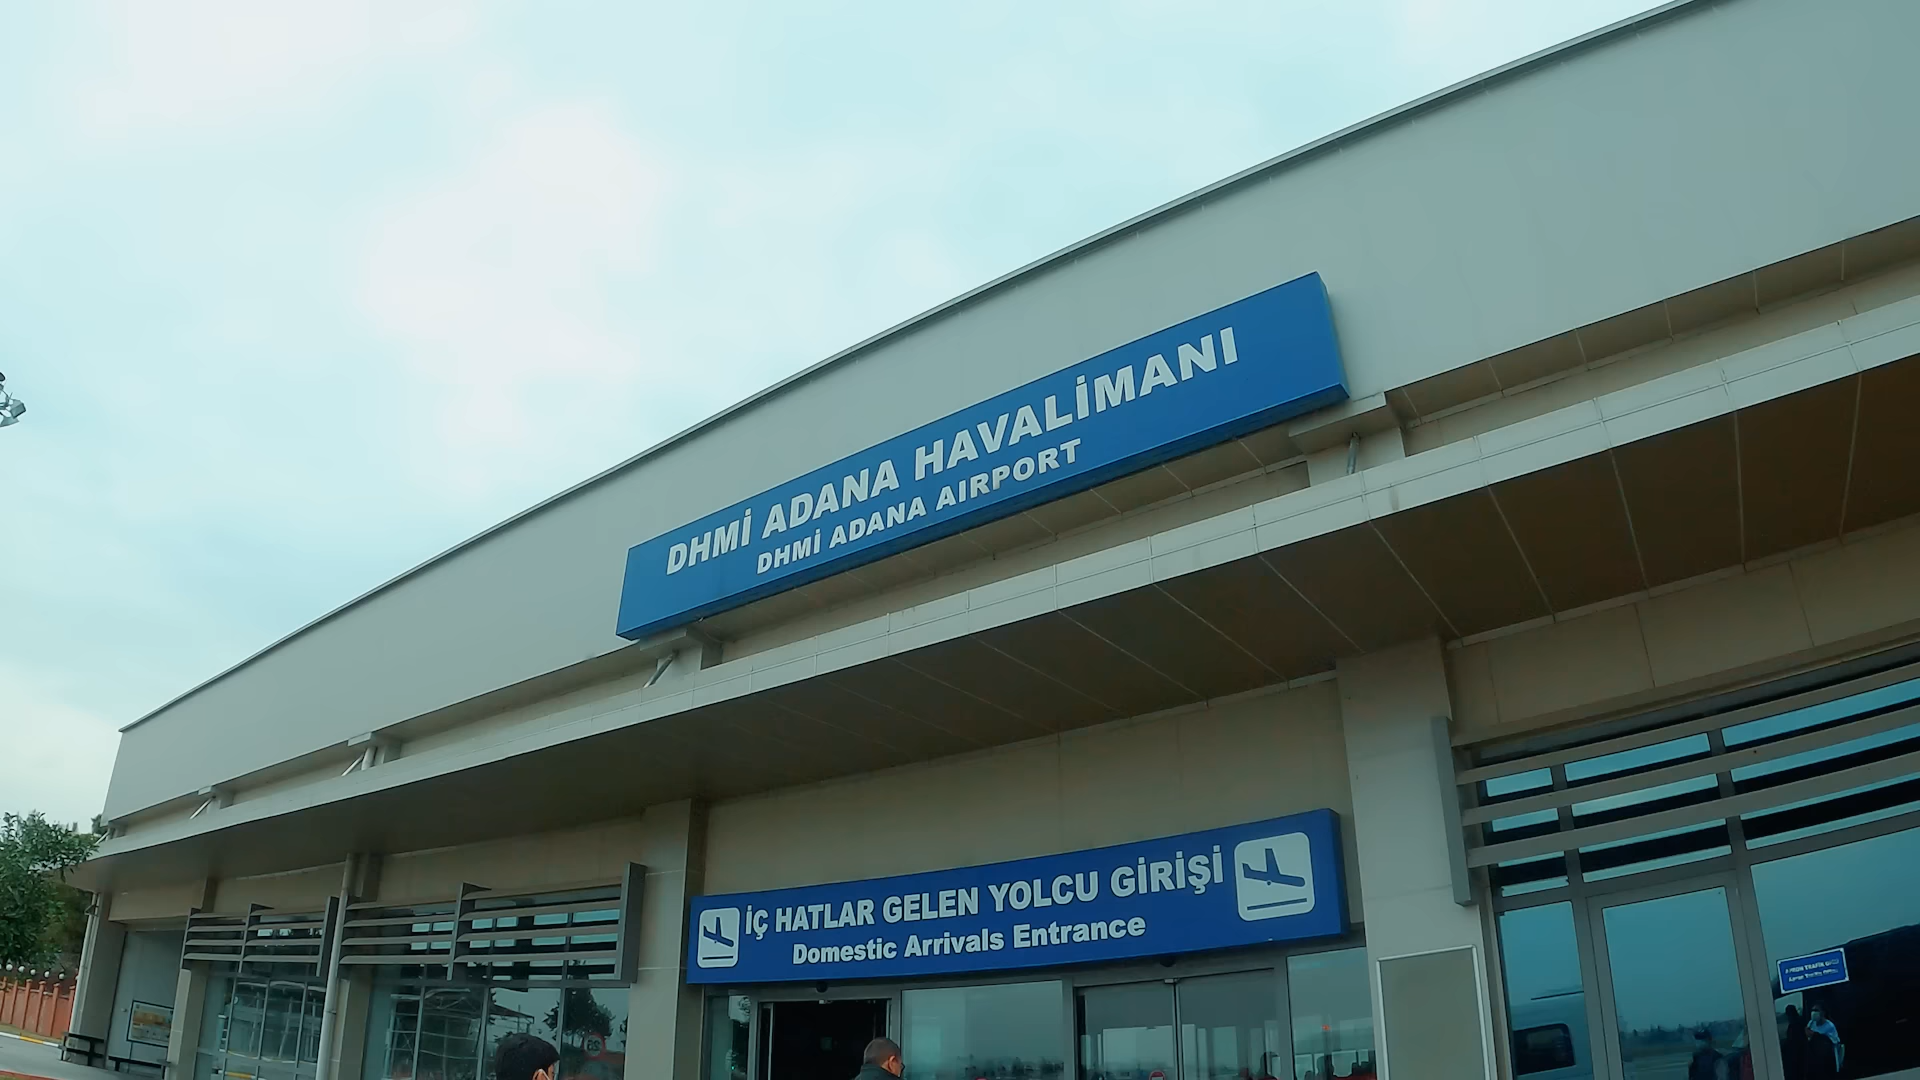 DHMİ ADANA HAVALİMANI
DHMİ ADANA AIRPORT
İÇ HATLAR GELEN YOLCU GİRİŞİ
Domestic Arrivals Entrance